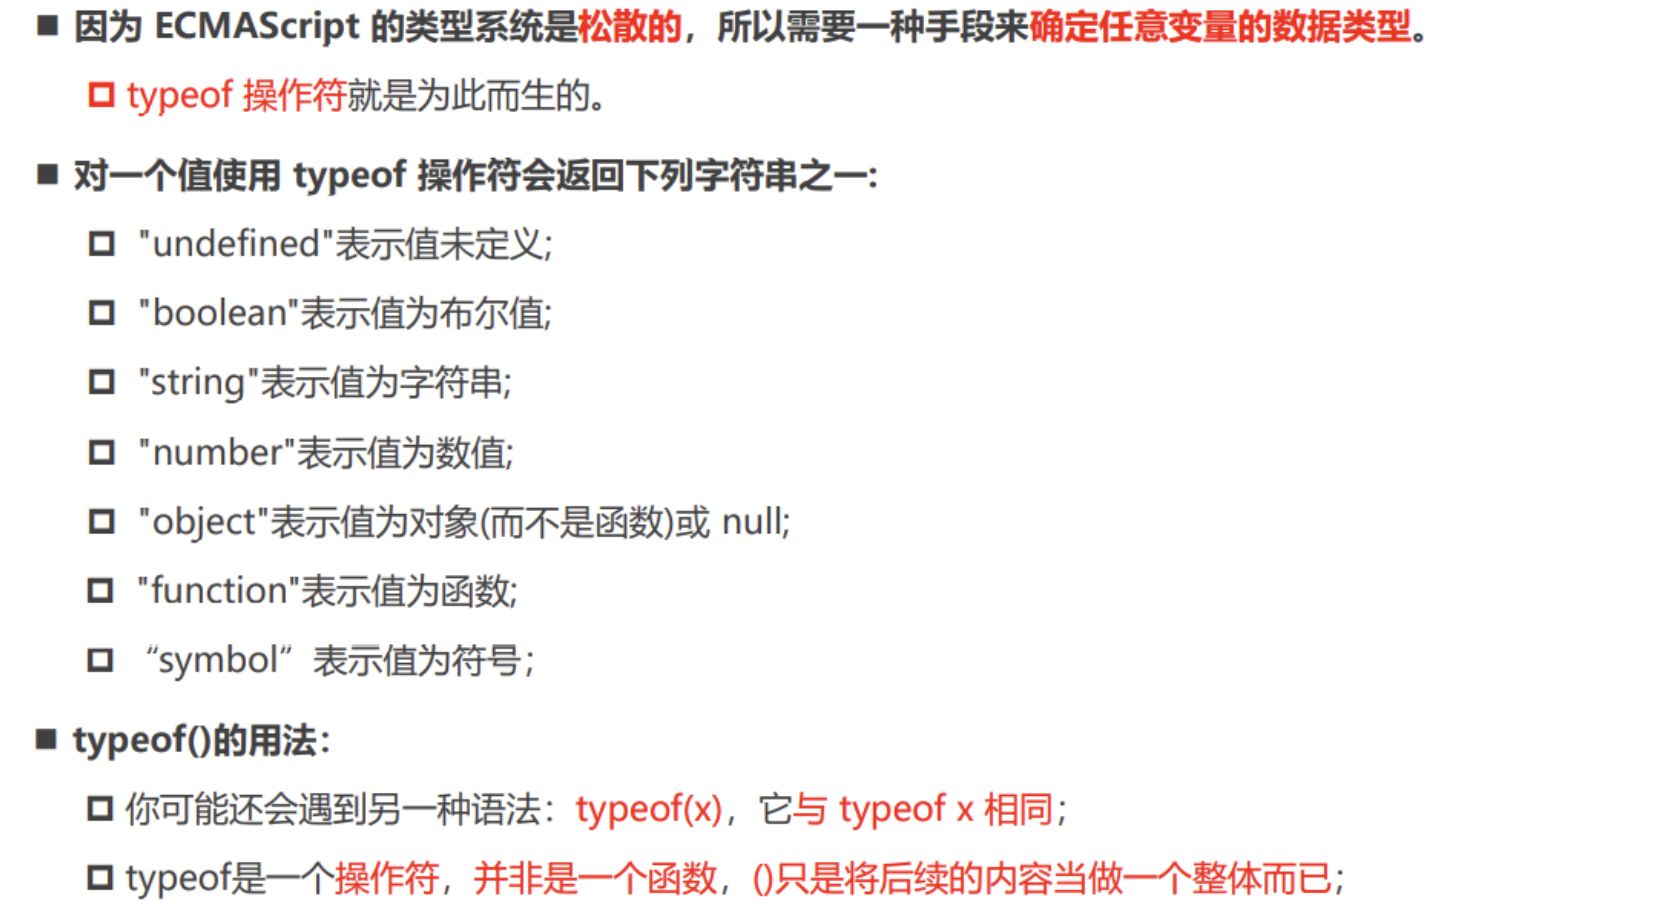 因为 ECMAScript 的类型系统是松散的，所以需要一种手段来确定任意变量的数据类型。
typeof 操作符就是为此而生的。
对一个值使用 typeof 操作符会返回下列字符串之一:
"undefined"表示值未定义;
"boolean"表示值为布尔值;
"string"表示值为字符串;
"number"表示值为数值;
"object"表示值为对象(而不是函数)或 null;
"function"表示值为函数;
“symbol”表示值为符号；
typeof()的用法：
你可能还会遇到另一种语法：typeof(x)，它与 typeof x 相同；
typeof是一个操作符，并非是一个函数，()只是将后续的内容当做一个整体而已；